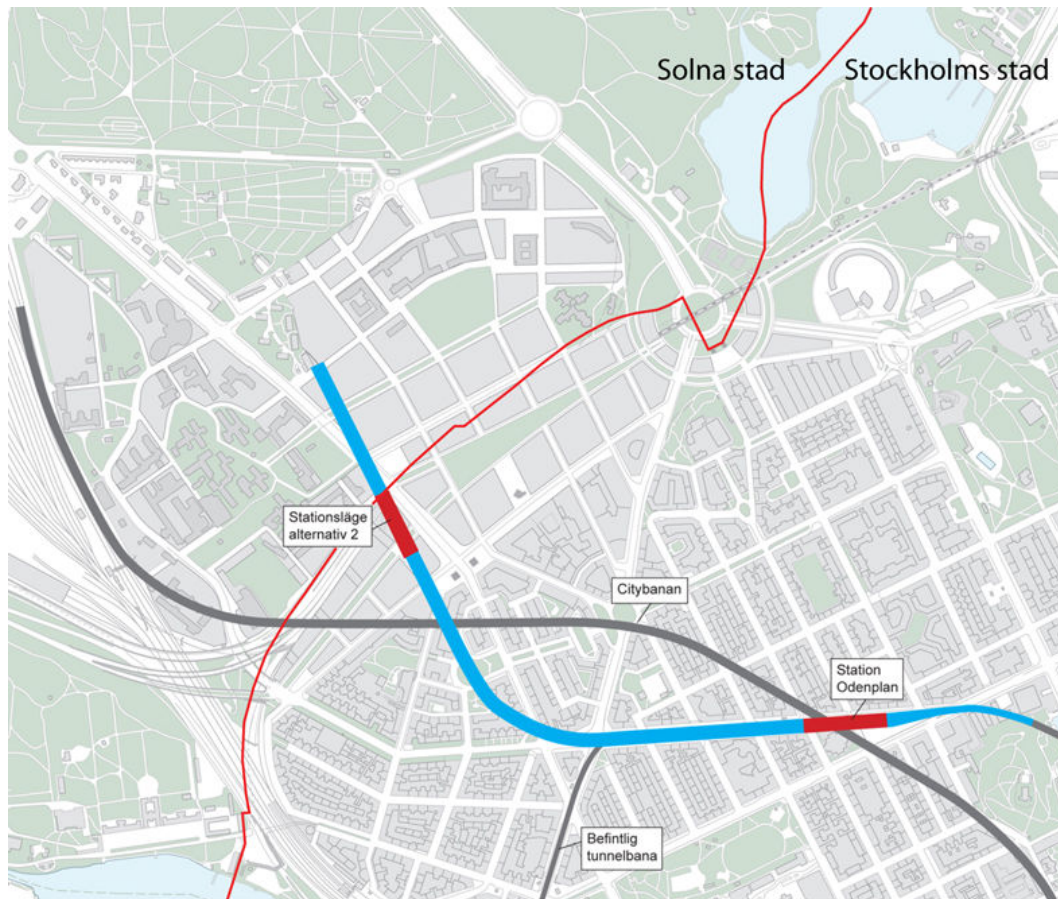 Solna stad
Stockholms stad
Stationsläge
alternativ 2
Citybanan
Station
Odenplan
Befintlig
tunnelbana